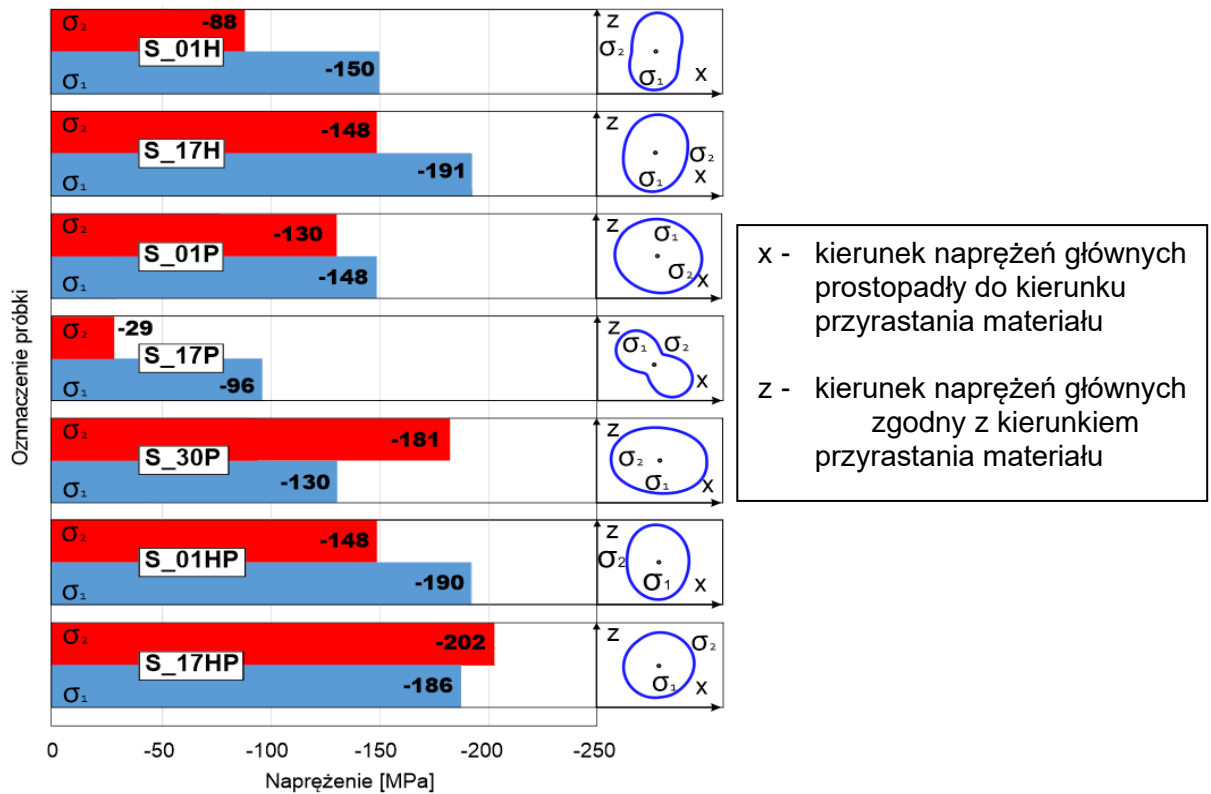 σ₂
-88
S_01H
σ₁
-150
z
σ₂
σ₁
x
σ₂
-148
S_17H
σ₁
-191
z
σ₂
σ₁
x
σ₂
-130
S_01P
σ₁
-148
z
σ₁
σ₂
x
σ₂
-29
S_17P
σ₁
-96
z
σ₁
σ₂
x
σ₂
-181
S_30P
σ₁
-130
z
σ₂
σ₁
x
σ₂
-148
S_01HP
σ₁
-190
z
σ₂
σ₁
x
σ₂
-202
S_17HP
σ₁
-186
z
σ₂
σ₁
x
Oznnaczenie próbki
0 -50 -100 -150 -200 -250
Naprężenie [MPa]
x - kierunek naprężeń głównych
prostopadły do kierunku
przyrastania materiału
z - kierunek naprężeń głównych
zgodny z kierunkiem
przyrastania materiału